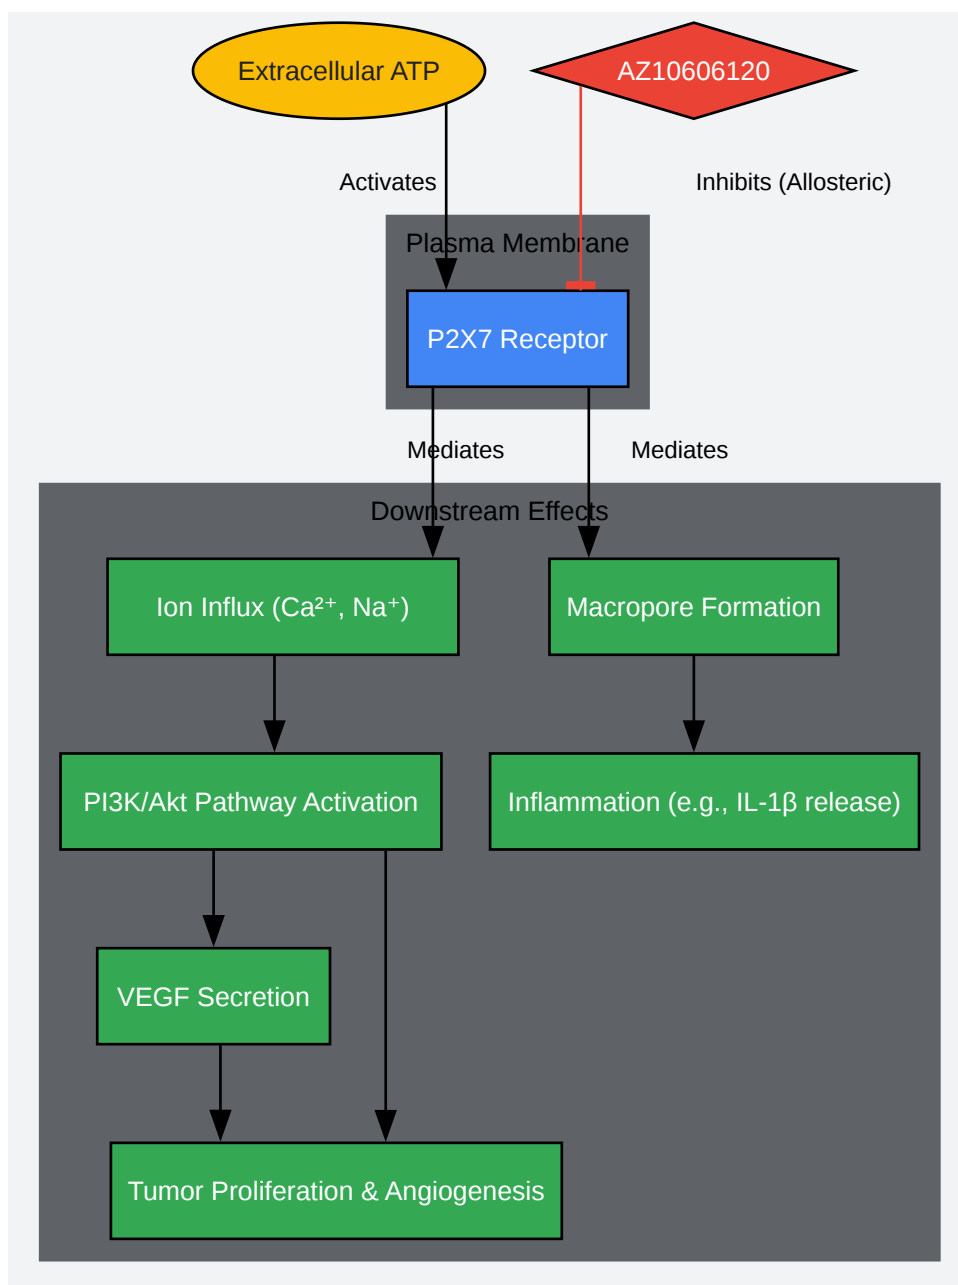 Extracellular ATP
AZ10606120
Activates
Inhibits (Allosteric)
Plasma Membrane
P2X7 Receptor
Mediates
Mediates
Downstream Effects
Ion Influx (Ca²⁺, Na⁺)
Macropore Formation
PI3K/Akt Pathway Activation
Inflammation (e.g., IL-1β release)
VEGF Secretion
Tumor Proliferation & Angiogenesis